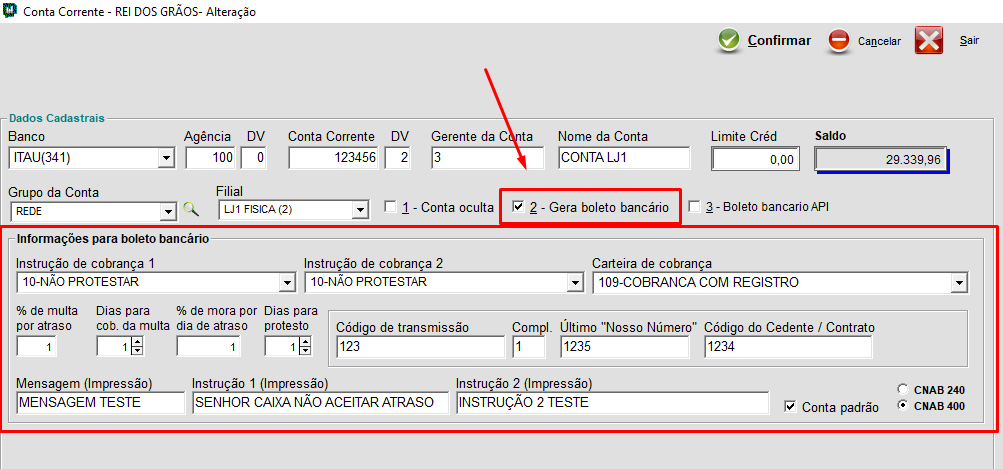 Conta Corrente - REI DOS GRÃOS- Alteração
Confirmar Cancelar Sair
Dados Cadastrais
Banco Agência DV Conta Corrente DV Gerente da Conta Nome da Conta Limite Créd Saldo
ITAU(341) 100 0 123456 2 3 CONTA LJ1 0,00 29.339,96
Grupo da Conta Filial
REDE LJ1 FISICA (2) 1 - Conta oculta 2 - Gera boleto bancário 3 - Boleto bancario API
Informações para boleto bancário
Instrução de cobrança 1 Instrução de cobrança 2 Carteira de cobrança
10-NÃO PROTESTAR 10-NÃO PROTESTAR 109-COBRANCA COM REGISTRO
% de multa Dias para % de mora por Dias para
por atraso cob. da multa dia de atraso protesto Código de transmissão Compl. Último "Nosso Número" Código do Cedente / Contrato
1 1 1 1 123 1 1235 1234
Mensagem (Impressão) Instrução 1 (Impressão) Instrução 2 (Impressão) CNAB 240
MENSAGEM TESTE SENHOR CAIXA NÃO ACEITAR ATRASO INSTRUÇÃO 2 TESTE Conta padrão CNAB 400